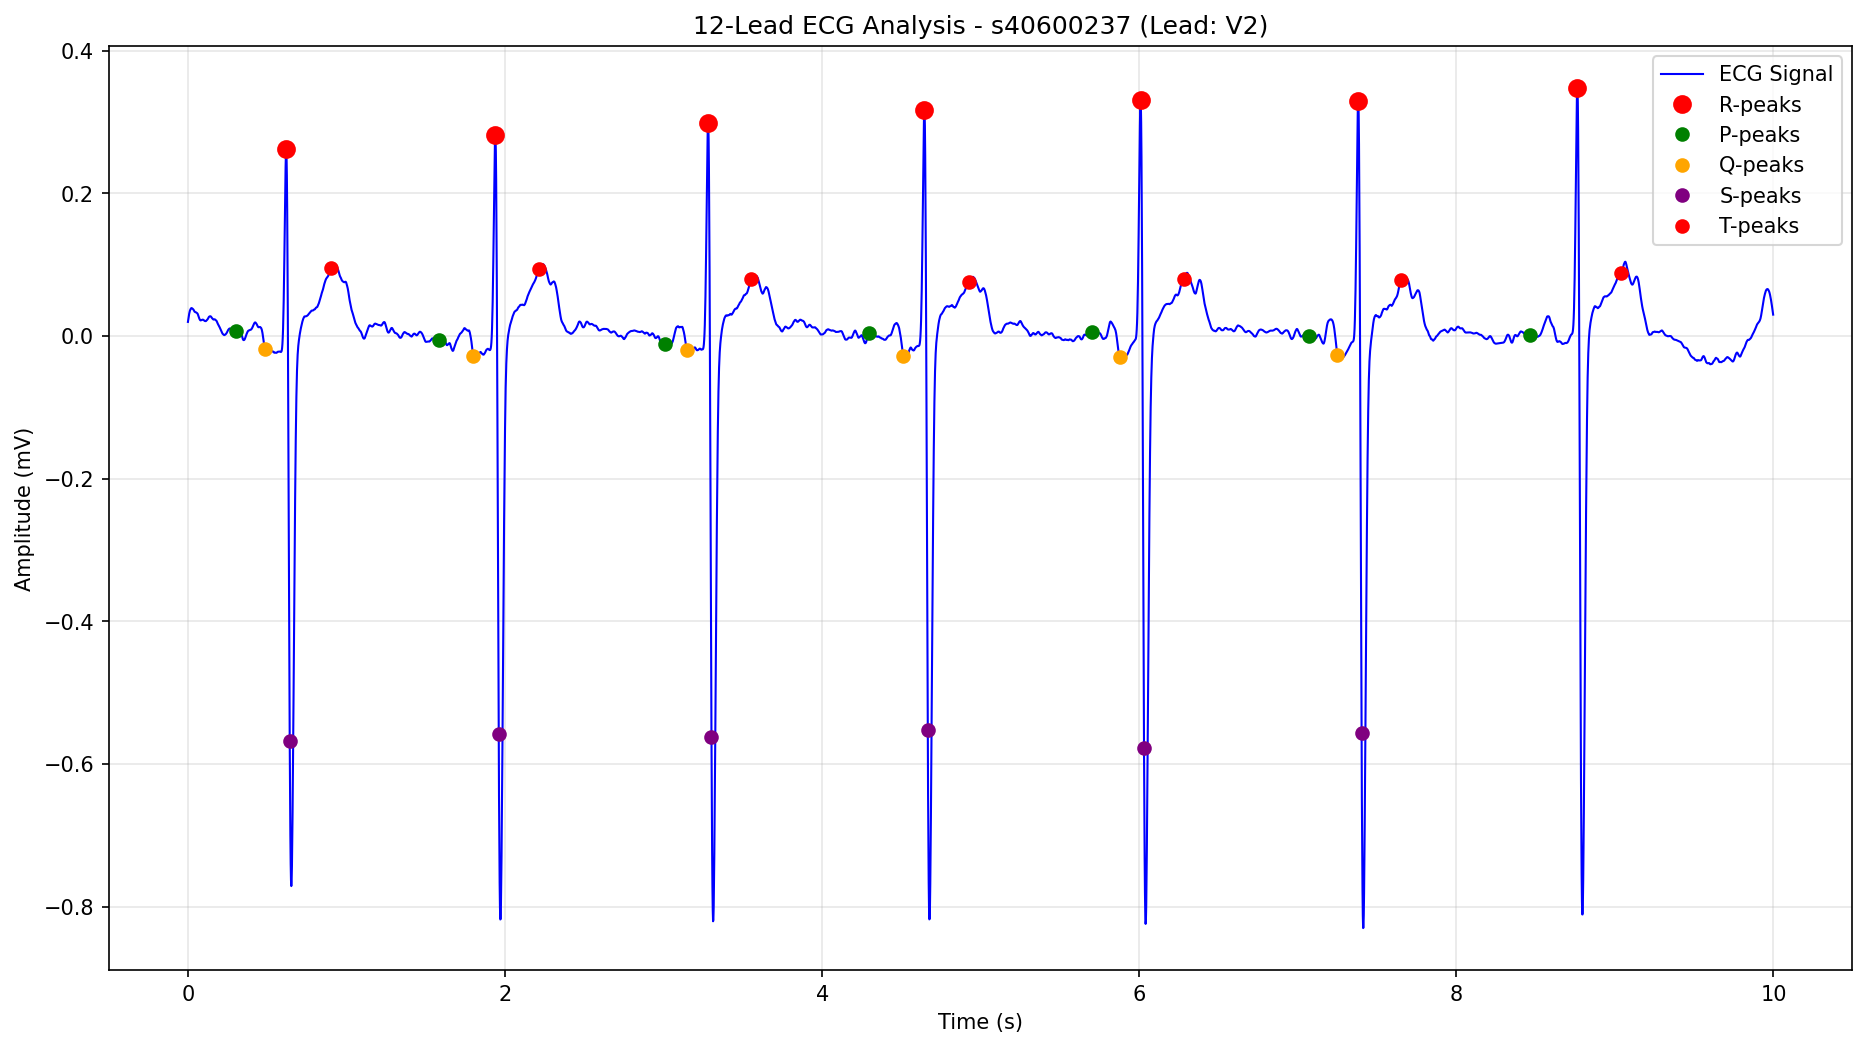 12-Lead ECG Analysis - s40600237 (Lead: V2)
ECG Signal
R-peaks
P-peaks
Q-peaks
S-peaks
T-peaks
Amplitude (mV)
0.4
0.2
0.0
−0.2
−0.4
−0.6
−0.8
0 2 4 6 8 10
Time (s)